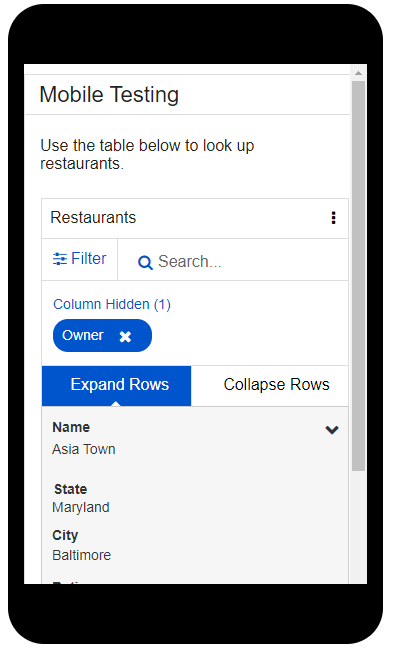 Mobile Testing
Use the table below to look up
restaurants.
Restaurants
Filter
Search...
Column Hidden (1)
Owner
Expand Rows
Collapse Rows
Name
Asia Town
State
Maryland
City
Baltimore